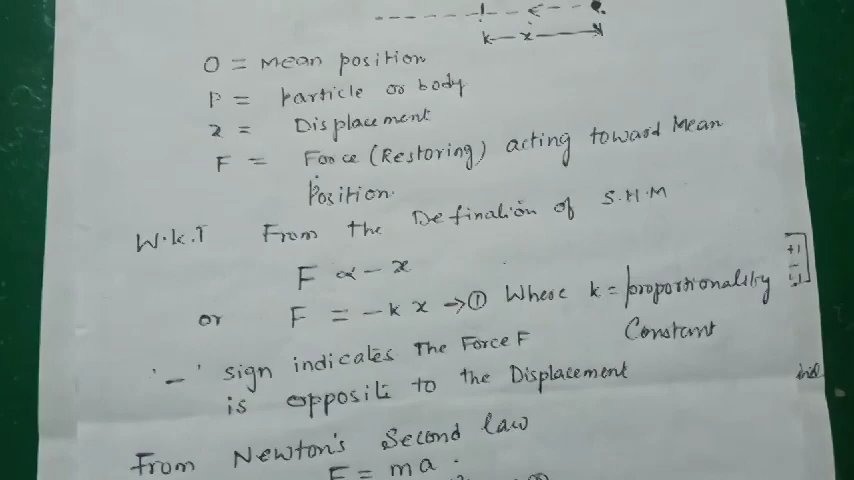 k— x —
O = Mean position
P = Particle or body
x = Displacement
F = Force (Restoring) acting toward Mean
Position.
W.k.T From the Defination of S.H.M
F ∝ - x
or F = - k x → ① Where k = proportionality
Constant
'-' sign indicates The Force F
is opposite to the Displacement
From Newton's Second law
F = ma